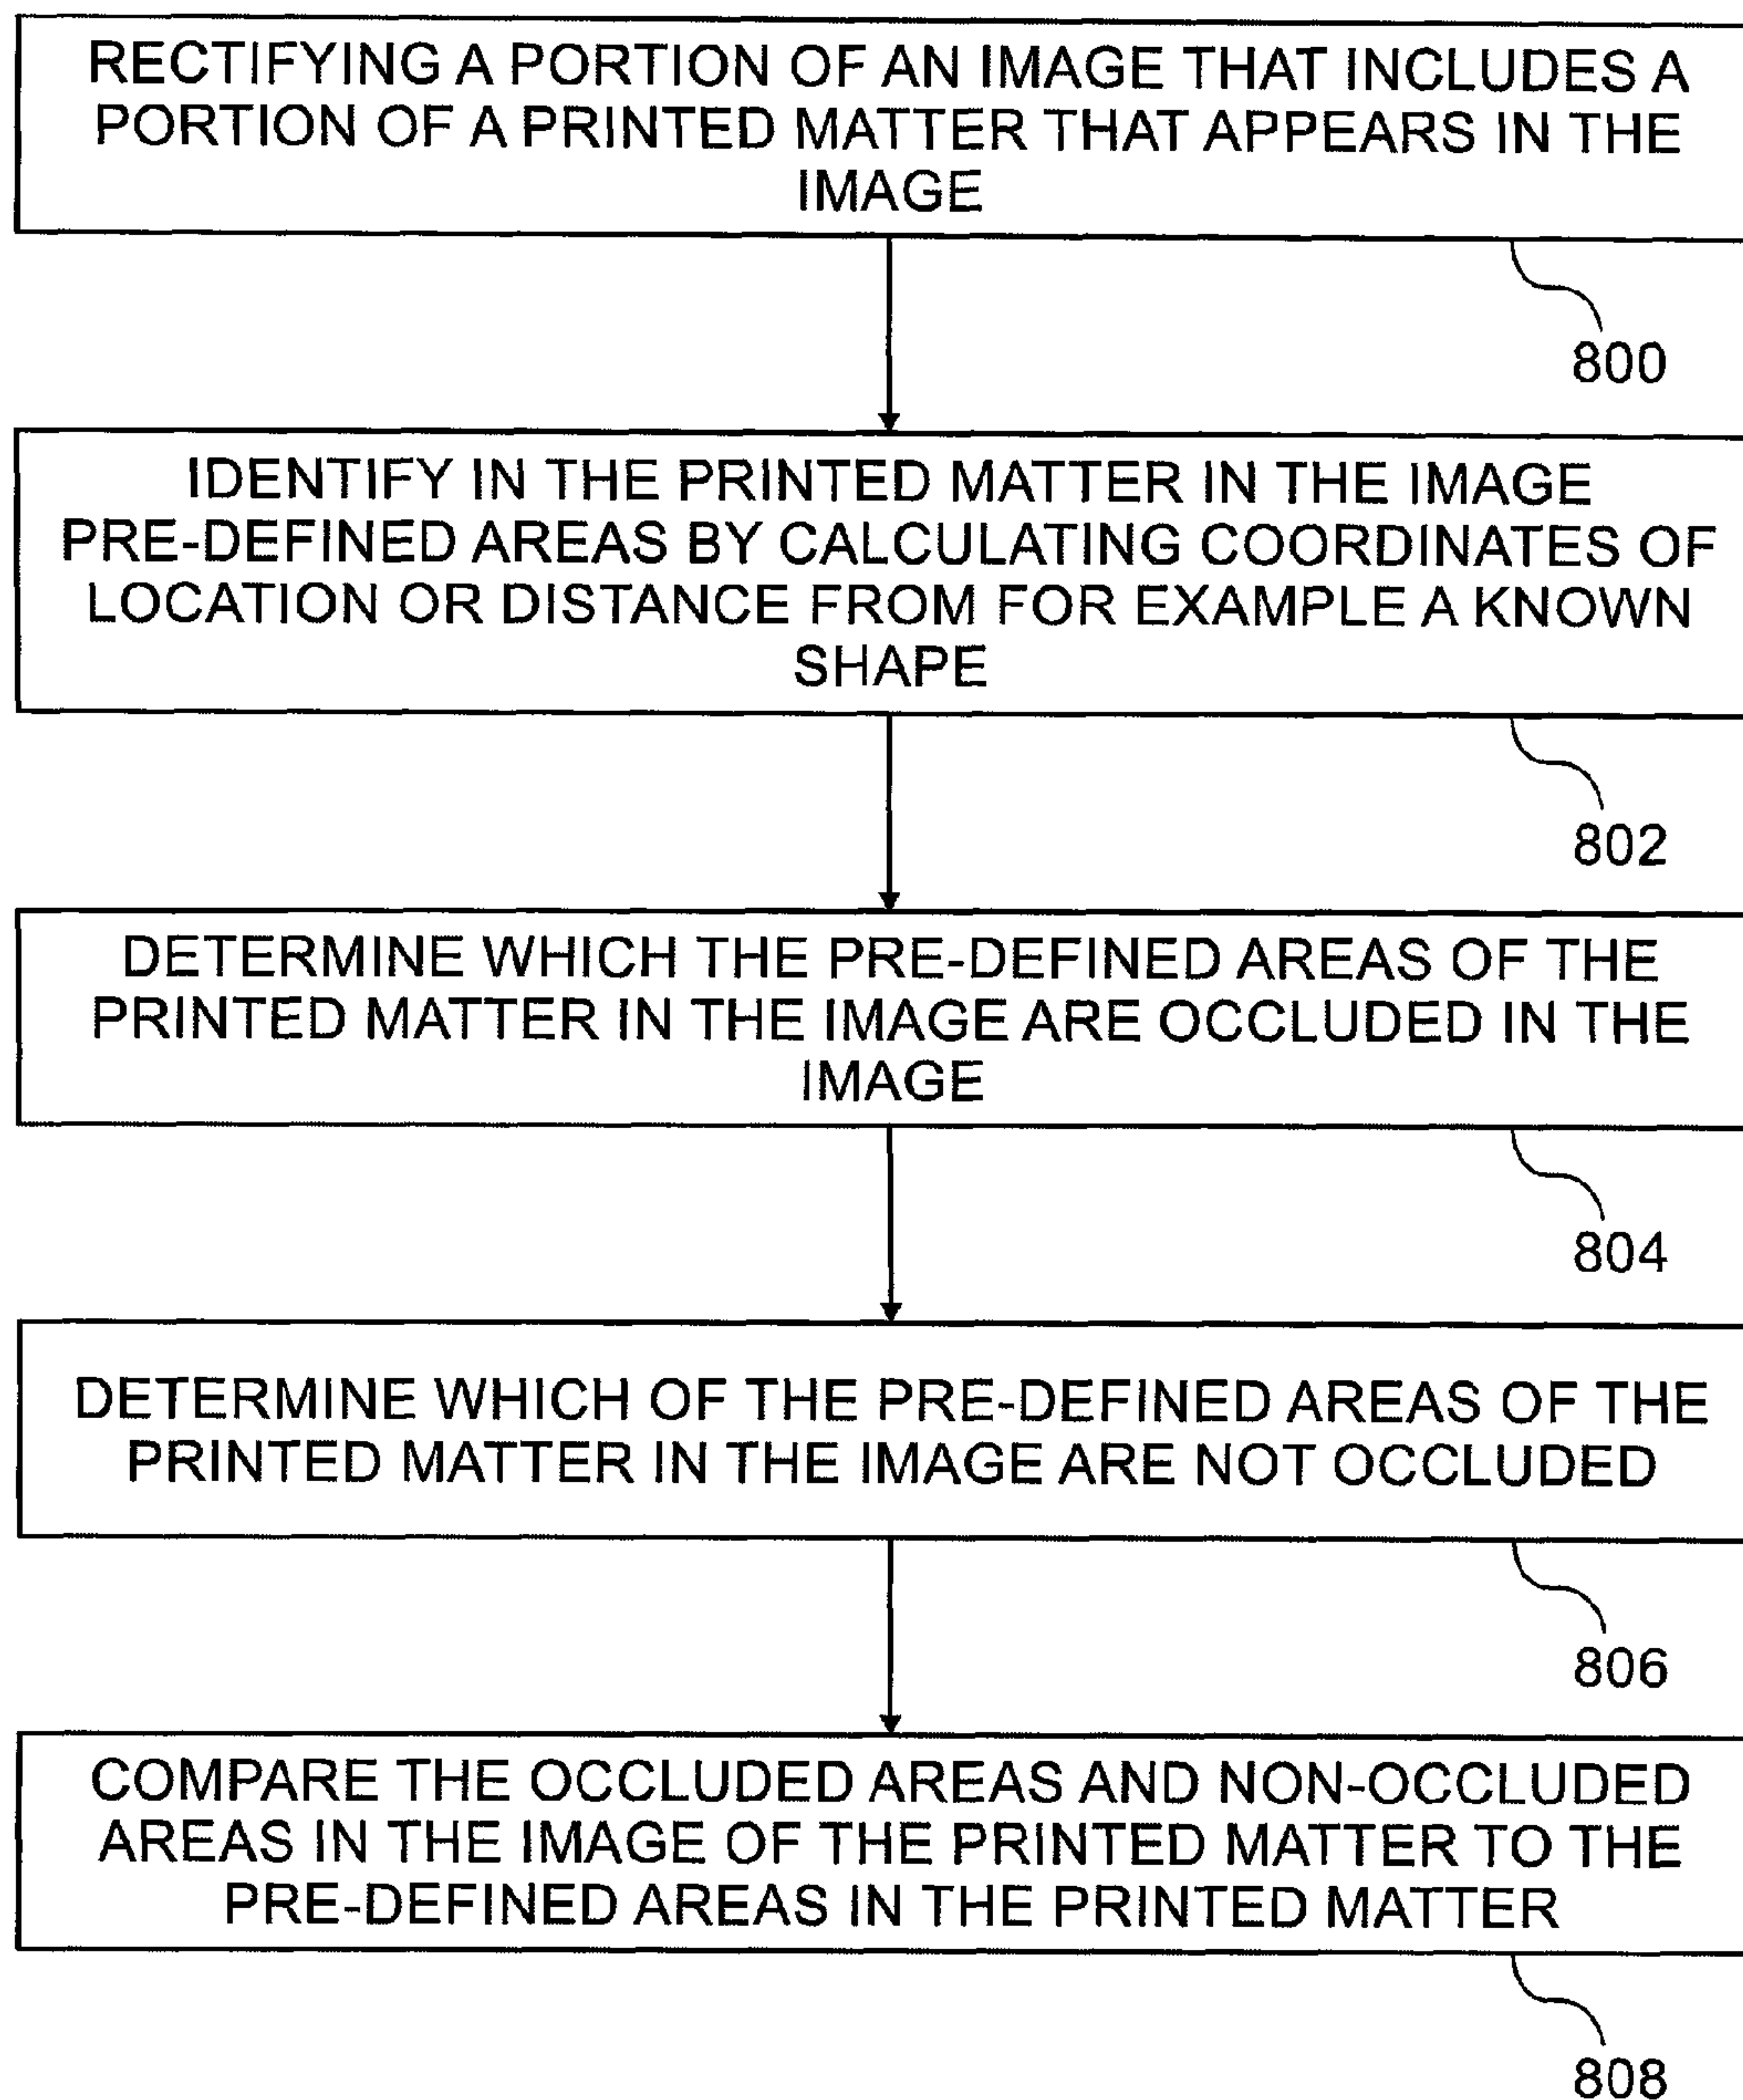 RECTIFYING A PORTION OF AN IMAGE THAT INCLUDES A
PORTION OF A PRINTED MATTER THAT APPEARS IN THE
IMAGE
800
IDENTIFY IN THE PRINTED MATTER IN THE IMAGE
PRE-DEFINED AREAS BY CALCULATING COORDINATES OF
LOCATION OR DISTANCE FROM FOR EXAMPLE A KNOWN
SHAPE
802
DETERMINE WHICH THE PRE-DEFINED AREAS OF THE
PRINTED MATTER IN THE IMAGE ARE OCCLUDED IN THE
IMAGE
804
DETERMINE WHICH OF THE PRE-DEFINED AREAS OF THE
PRINTED MATTER IN THE IMAGE ARE NOT OCCLUDED
806
COMPARE THE OCCLUDED AREAS AND NON-OCCLUDED
AREAS IN THE IMAGE OF THE PRINTED MATTER TO THE
PRE-DEFINED AREAS IN THE PRINTED MATTER
808